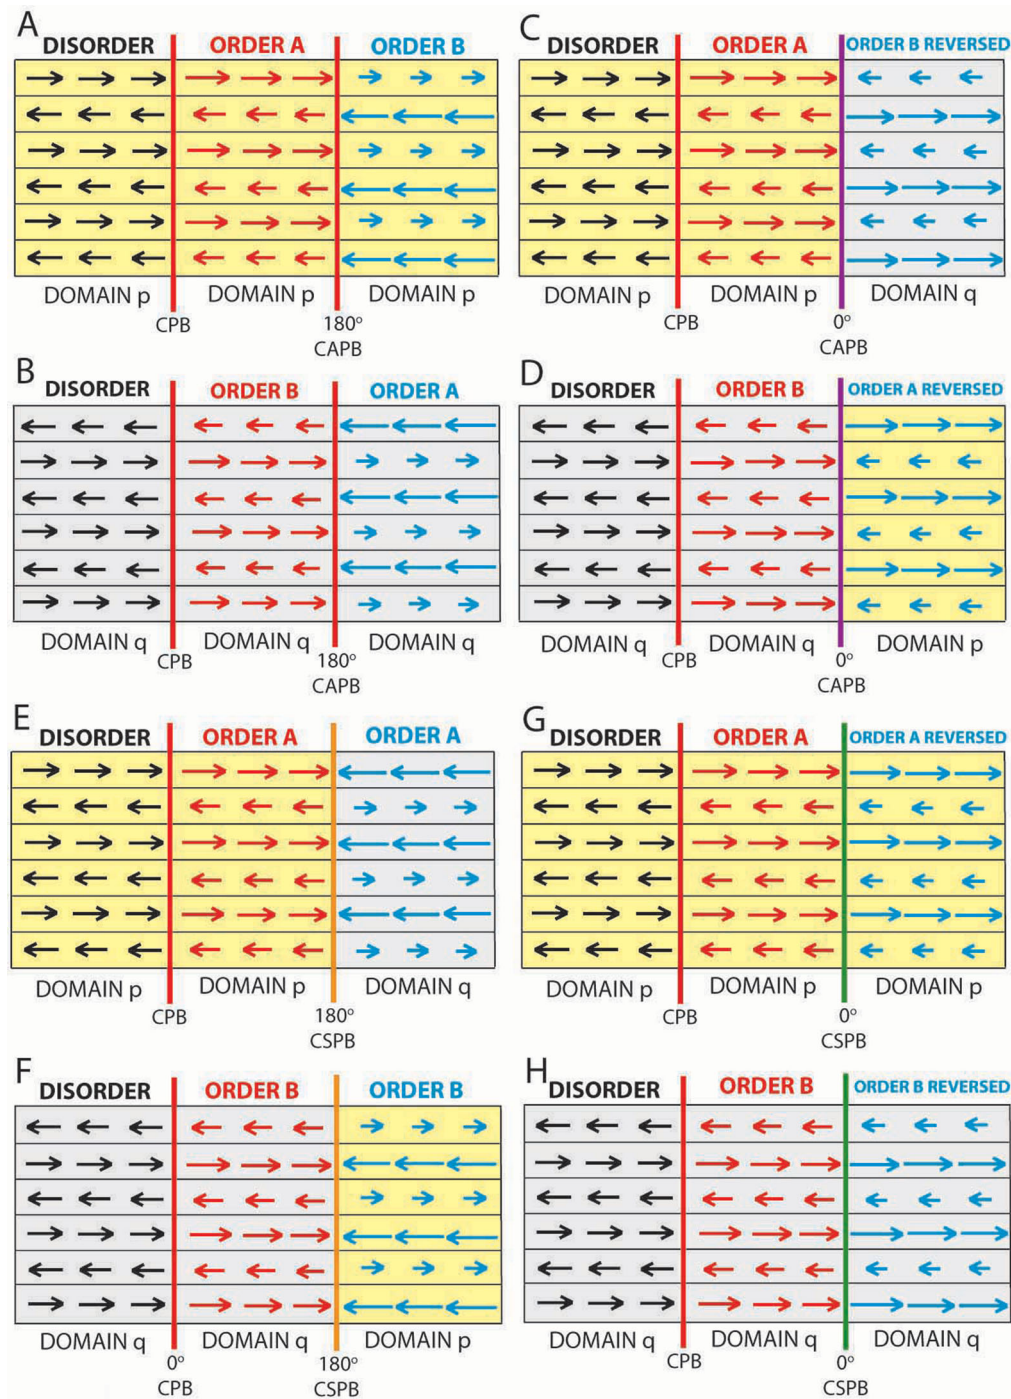 A
DISORDER ORDER A ORDER B
DOMAIN p DOMAIN p DOMAIN p
CPB 180° CAPB
C
DISORDER ORDER A ORDER B REVERSED
DOMAIN p DOMAIN p DOMAIN q
CPB 0° CAPB
B
DISORDER ORDER B ORDER A
DOMAIN q DOMAIN q DOMAIN q
CPB 180° CAPB
D
DISORDER ORDER B ORDER A REVERSED
DOMAIN q DOMAIN q DOMAIN p
CPB 0° CAPB
E
DISORDER ORDER A ORDER A
DOMAIN p DOMAIN p DOMAIN q
CPB 180° CSPB
G
DISORDER ORDER A ORDER A REVERSED
DOMAIN p DOMAIN p DOMAIN p
CPB 0° CSPB
F
DISORDER ORDER B ORDER B
DOMAIN q DOMAIN q DOMAIN p
0° 180°
CPB CSPB
H
DISORDER ORDER B ORDER B REVERSED
DOMAIN q DOMAIN q DOMAIN q
CPB 0° CSPB